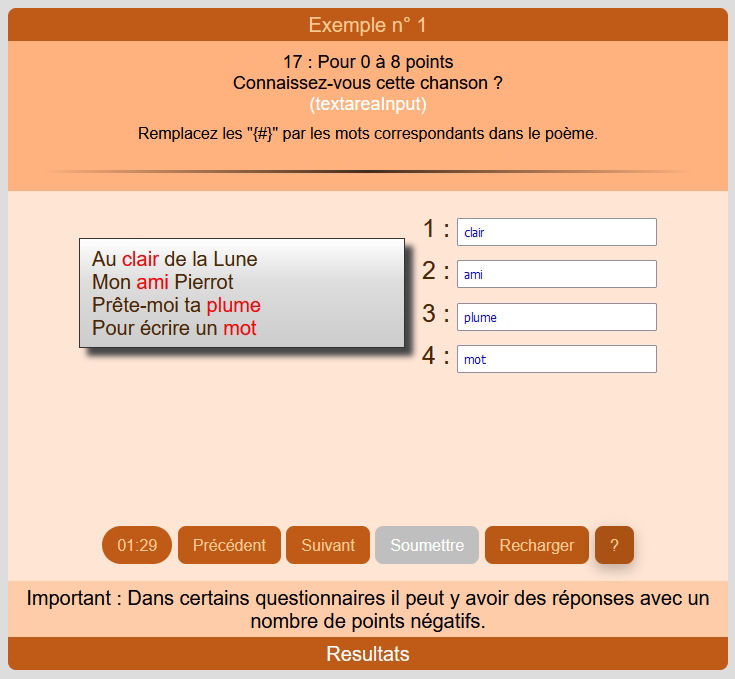 Exemple n° 1
17 : Pour 0 à 8 points
Connaissez-vous cette chanson ?
(textareaInput)
Remplacez les "{#}" par les mots correspondants dans le poème.
Au clair de la Lune
Mon ami Pierrot
Prête-moi ta plume
Pour écrire un mot
1 : clair
2 : ami
3 : plume
4 : mot
01:29 Précédent Suivant Soumettre Recharger ?
Important : Dans certains questionnaires il peut y avoir des réponses avec un
nombre de points négatifs.
Resultats